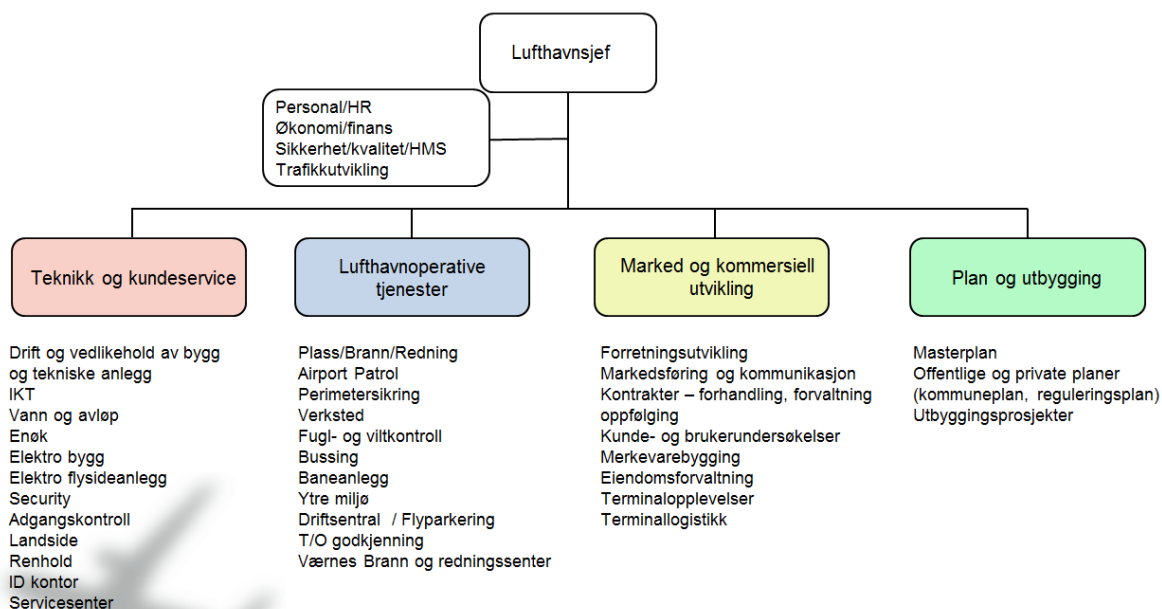 Lufthavnsjef
Personal/HR
Økonomi/finans
Sikkerhet/kvalitet/HMS
Trafikkutvikling
Teknikk og kundeservice
Lufthavnoperative
tjenester
Marked og kommersiell
utvikling
Plan og utbygging
Drift og vedlikehold av bygg
og tekniske anlegg
IKT
Vann og avløp
Enøk
Elektro bygg
Elektro flysideanlegg
Security
Adgangskontroll
Landside
Renhold
ID kontor
Servicesenter
Plass/Brann/Redning
Airport Patrol
Perimetersikring
Verksted
Fugl- og viltkontroll
Bussing
Baneanlegg
Ytre miljø
Driftsentral / Flyparkering
T/O godkjenning
Værnes Brann og redningssenter
Forretningsutvikling
Markedsføring og kommunikasjon
Kontrakter – forhandling, forvaltning
oppfølging
Kunde- og brukerundersøkelser
Merkevarebygging
Eiendomsforvaltning
Terminalopplevelser
Terminallogistikk
Masterplan
Offentlige og private planer
(kommuneplan, reguleringsplan)
Utbyggingsprosjekter